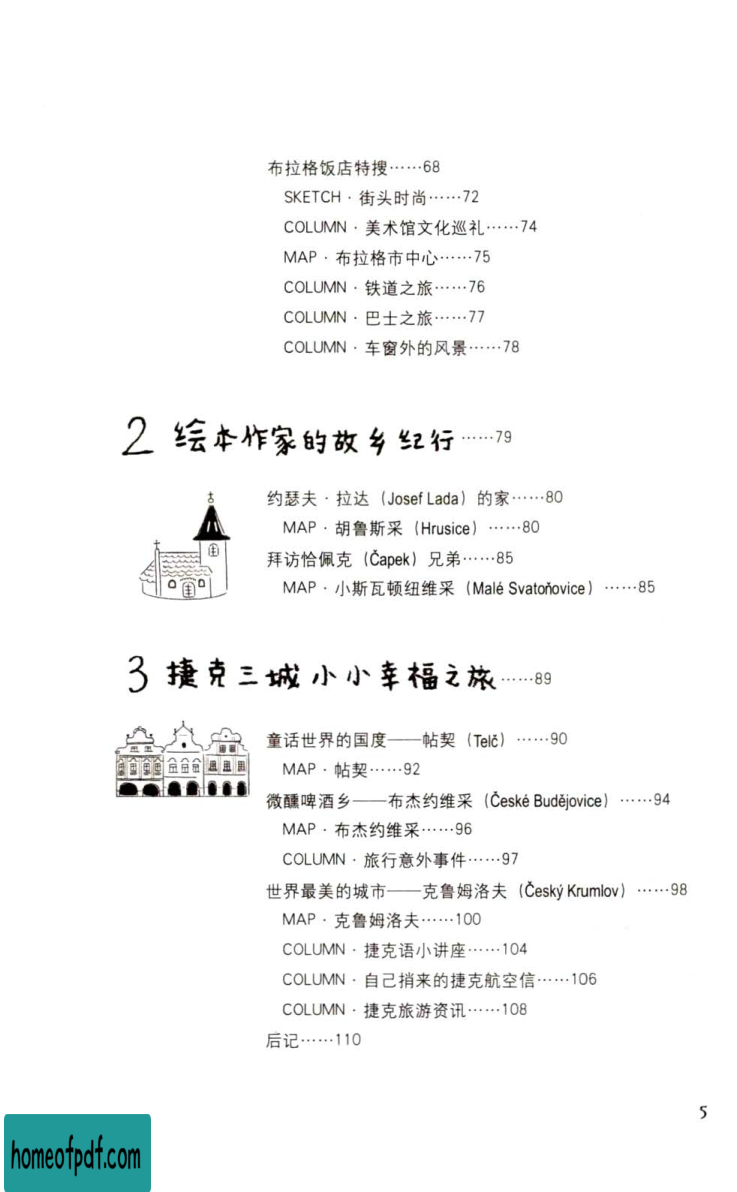 布拉格饭店特搜……68
SKETCH · 街头时尚……72
COLUMN · 美术馆文化巡礼……74
MAP · 布拉格市中心……75
COLUMN · 铁道之旅……76
COLUMN · 巴士之旅……77
COLUMN · 车窗外的风景……78
2 绘本作家的故乡纪行……79
约瑟夫 · 拉达（Josef Lada）的家……80
MAP · 胡鲁斯采（Hrusice）……80
拜访恰佩克（Čapek）兄弟……85
MAP · 小斯瓦顿纽维采（Malé Svatoňovice）……85
3 捷克三城小小幸福之旅……89
童话世界的国度——帖契（Telč）……90
MAP · 帖契……92
微醺啤酒乡——布杰约维采（České Budějovice）……94
MAP · 布杰约维采……96
COLUMN · 旅行意外事件……97
世界最美的城市——克鲁姆洛夫（Český Krumlov）……98
MAP · 克鲁姆洛夫……100
COLUMN · 捷克语小讲座……104
COLUMN · 自己捎来的捷克航空信……106
COLUMN · 捷克旅游资讯……108
后记……110
5
homeofpdf.com